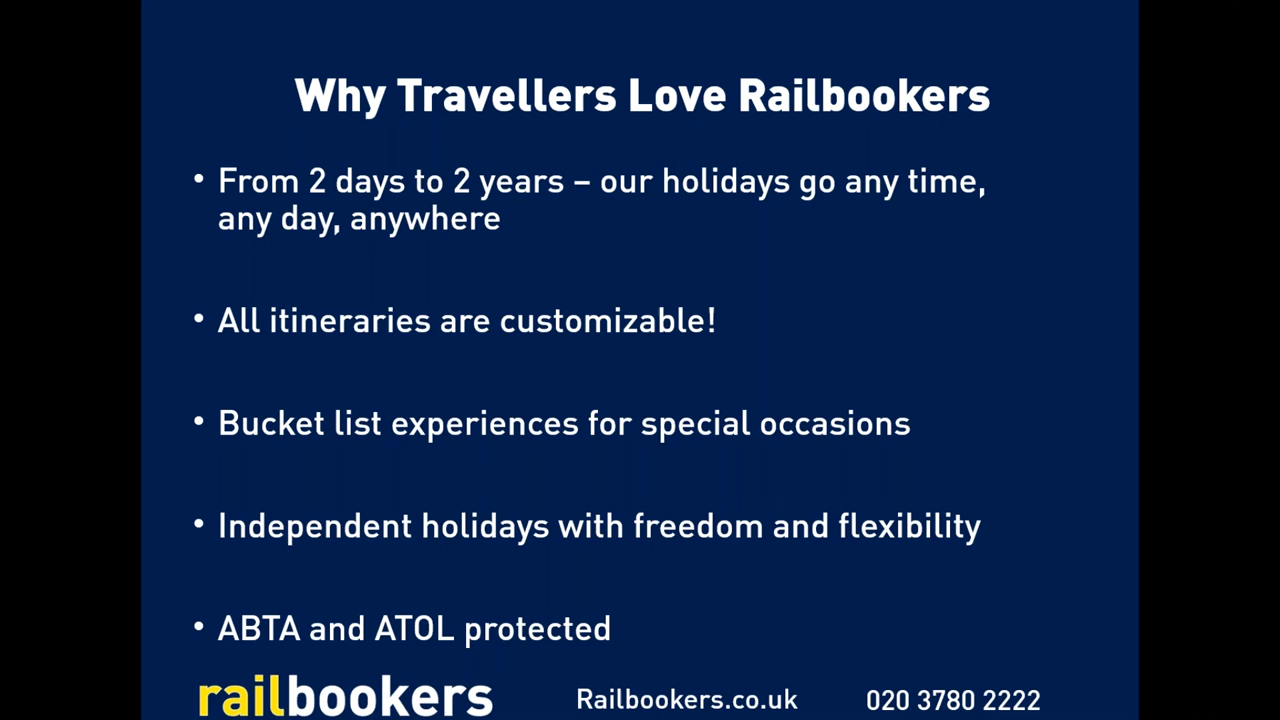 Why Travellers Love Railbookers
• From 2 days to 2 years – our holidays go any time,
any day, anywhere
• All itineraries are customizable!
• Bucket list experiences for special occasions
• Independent holidays with freedom and flexibility
• ABTA and ATOL protected
railbookers Railbookers.co.uk 020 3780 2222